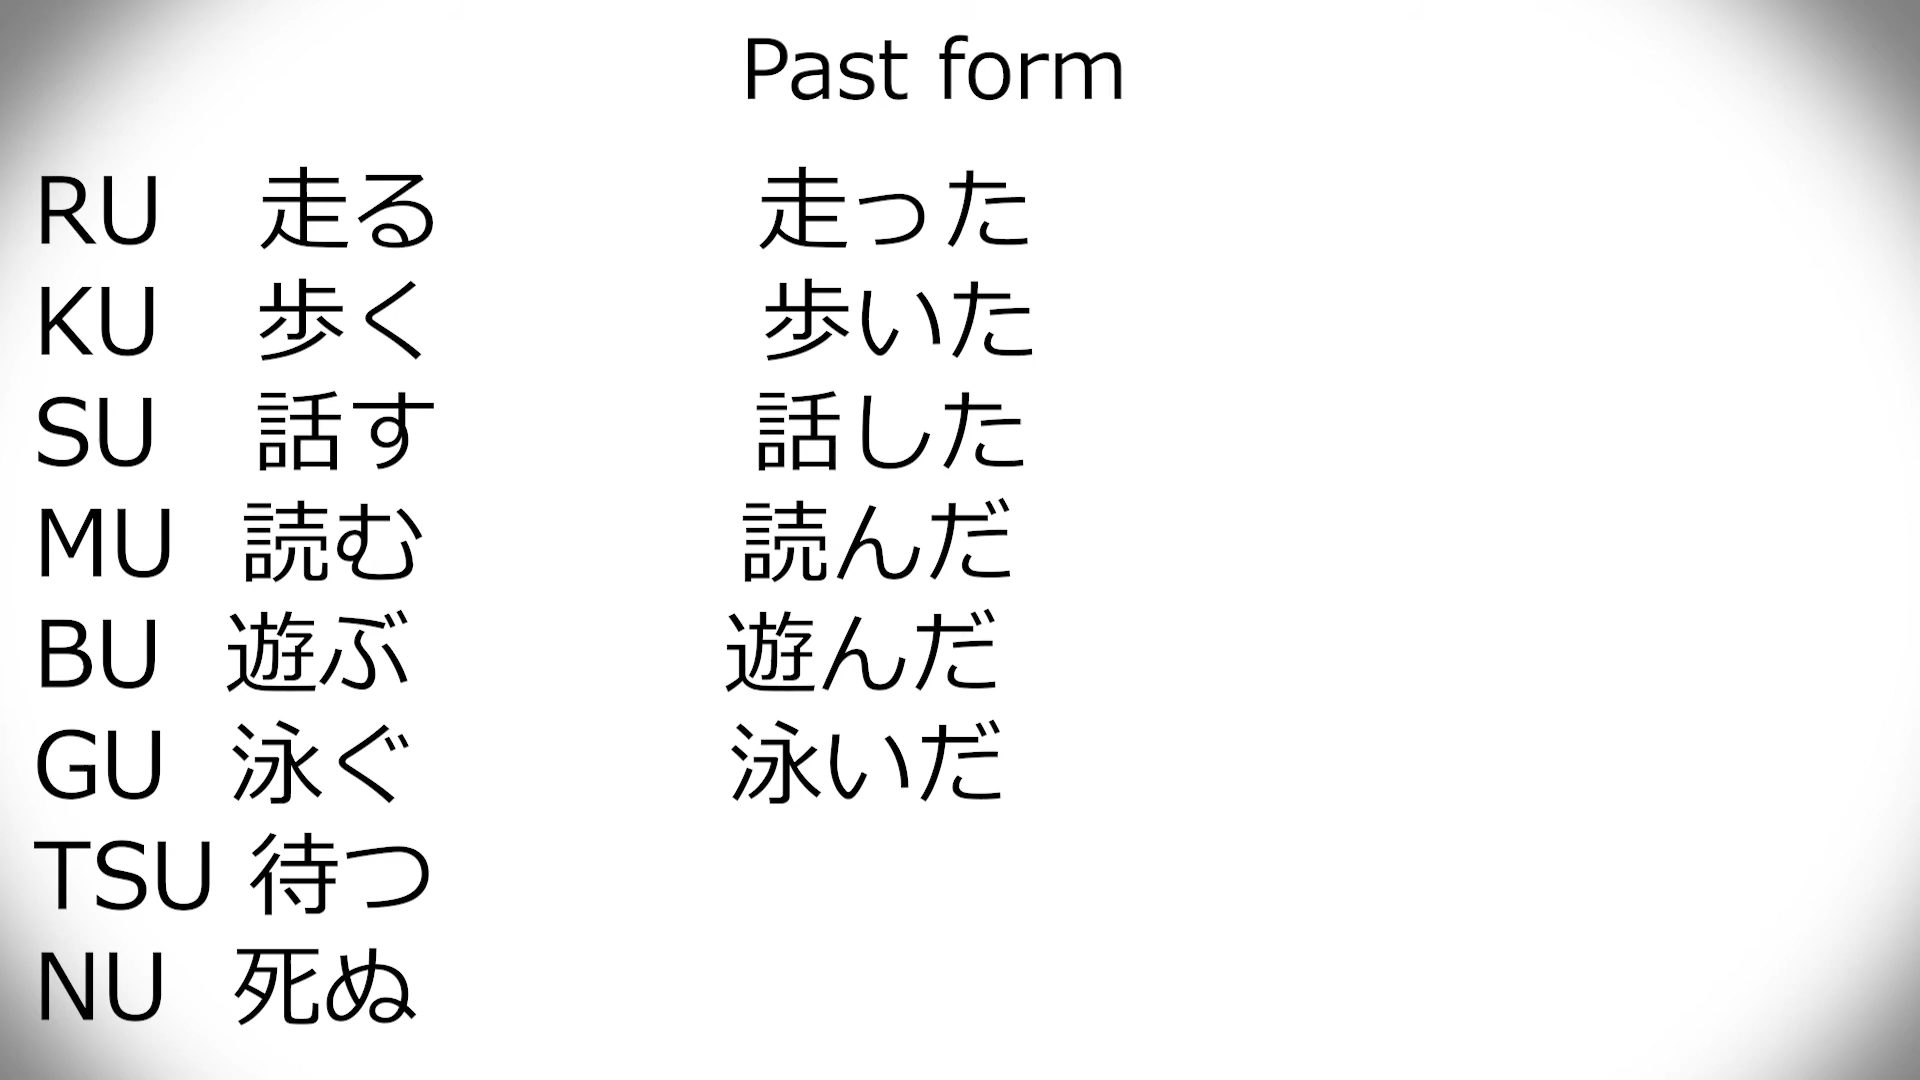 Past form
RU 走る 走った
KU 歩く 歩いた
SU 話す 話した
MU 読む 読んだ
BU 遊ぶ 遊んだ
GU 泳ぐ 泳いだ
TSU 待つ
NU 死ぬ